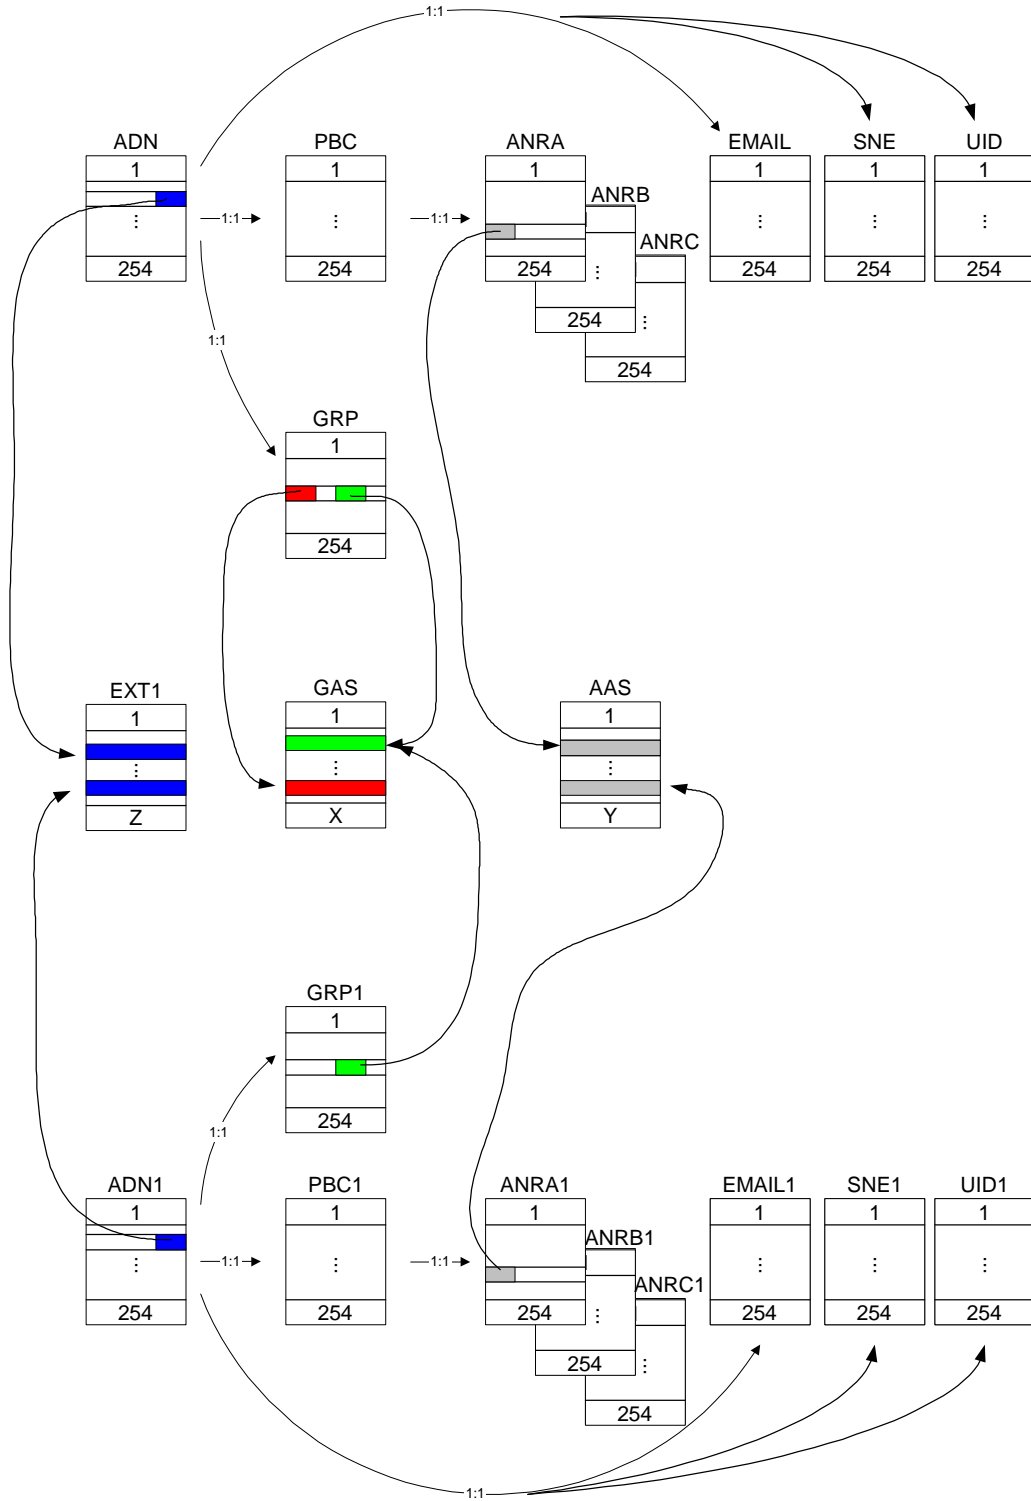 1:1
ADN PBC ANRA EMAIL SNE UID
1 1 1 1 1 1
ANRB
⋮ 1:1 ⋮ 1:1 ⋮ ⋮ ⋮
ANRC
254 254 254 ⋮ 254 254 254
254 ⋮
1:1
254
GRP
1
254
EXT1 GAS AAS
1 1 1
⋮ ⋮ ⋮
Z X Y
GRP1
1
254
1:1
ADN1 PBC1 ANRA1 EMAIL1 SNE1 UID1
1 1 1 1 1 1
ANRB1
⋮ 1:1 ⋮ 1:1 ⋮ ⋮ ⋮
ANRC1
254 254 254 ⋮ 254 254 254
254 ⋮
254
1:1